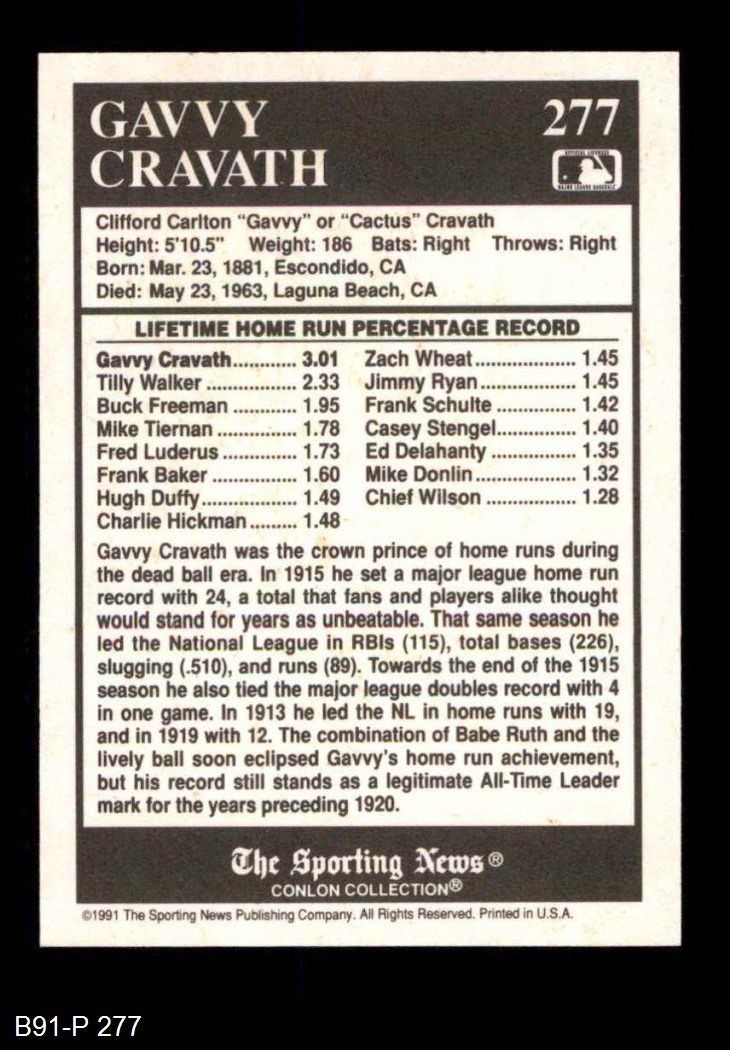 GAVVY
CRAVATH
277
OFFICIAL LICENSEE
MAJOR LEAGUE BASEBALL
Clifford Carlton "Gavvy" or "Cactus" Cravath
Height: 5'10.5" Weight: 186 Bats: Right Throws: Right
Born: Mar. 23, 1881, Escondido, CA
Died: May 23, 1963, Laguna Beach, CA
LIFETIME HOME RUN PERCENTAGE RECORD
Gavvy Cravath............ 3.01
Tilly Walker ................. 2.33
Buck Freeman ............ 1.95
Mike Tiernan ............... 1.78
Fred Luderus .............. 1.73
Frank Baker ................ 1.60
Hugh Duffy.................. 1.49
Charlie Hickman ......... 1.48
Zach Wheat ................... 1.45
Jimmy Ryan .................. 1.45
Frank Schulte ............... 1.42
Casey Stengel............... 1.40
Ed Delahanty ................ 1.35
Mike Donlin ................... 1.32
Chief Wilson ................. 1.28
Gavvy Cravath was the crown prince of home runs during
the dead ball era. In 1915 he set a major league home run
record with 24, a total that fans and players alike thought
would stand for years as unbeatable. That same season he
led the National League in RBIs (115), total bases (226),
slugging (.510), and runs (89). Towards the end of the 1915
season he also tied the major league doubles record with 4
in one game. In 1913 he led the NL in home runs with 19,
and in 1919 with 12. The combination of Babe Ruth and the
lively ball soon eclipsed Gavvy's home run achievement,
but his record still stands as a legitimate All-Time Leader
mark for the years preceding 1920.
The Sporting News®
CONLON COLLECTION®
©1991 The Sporting News Publishing Company. All Rights Reserved. Printed in U.S.A.
B91-P 277